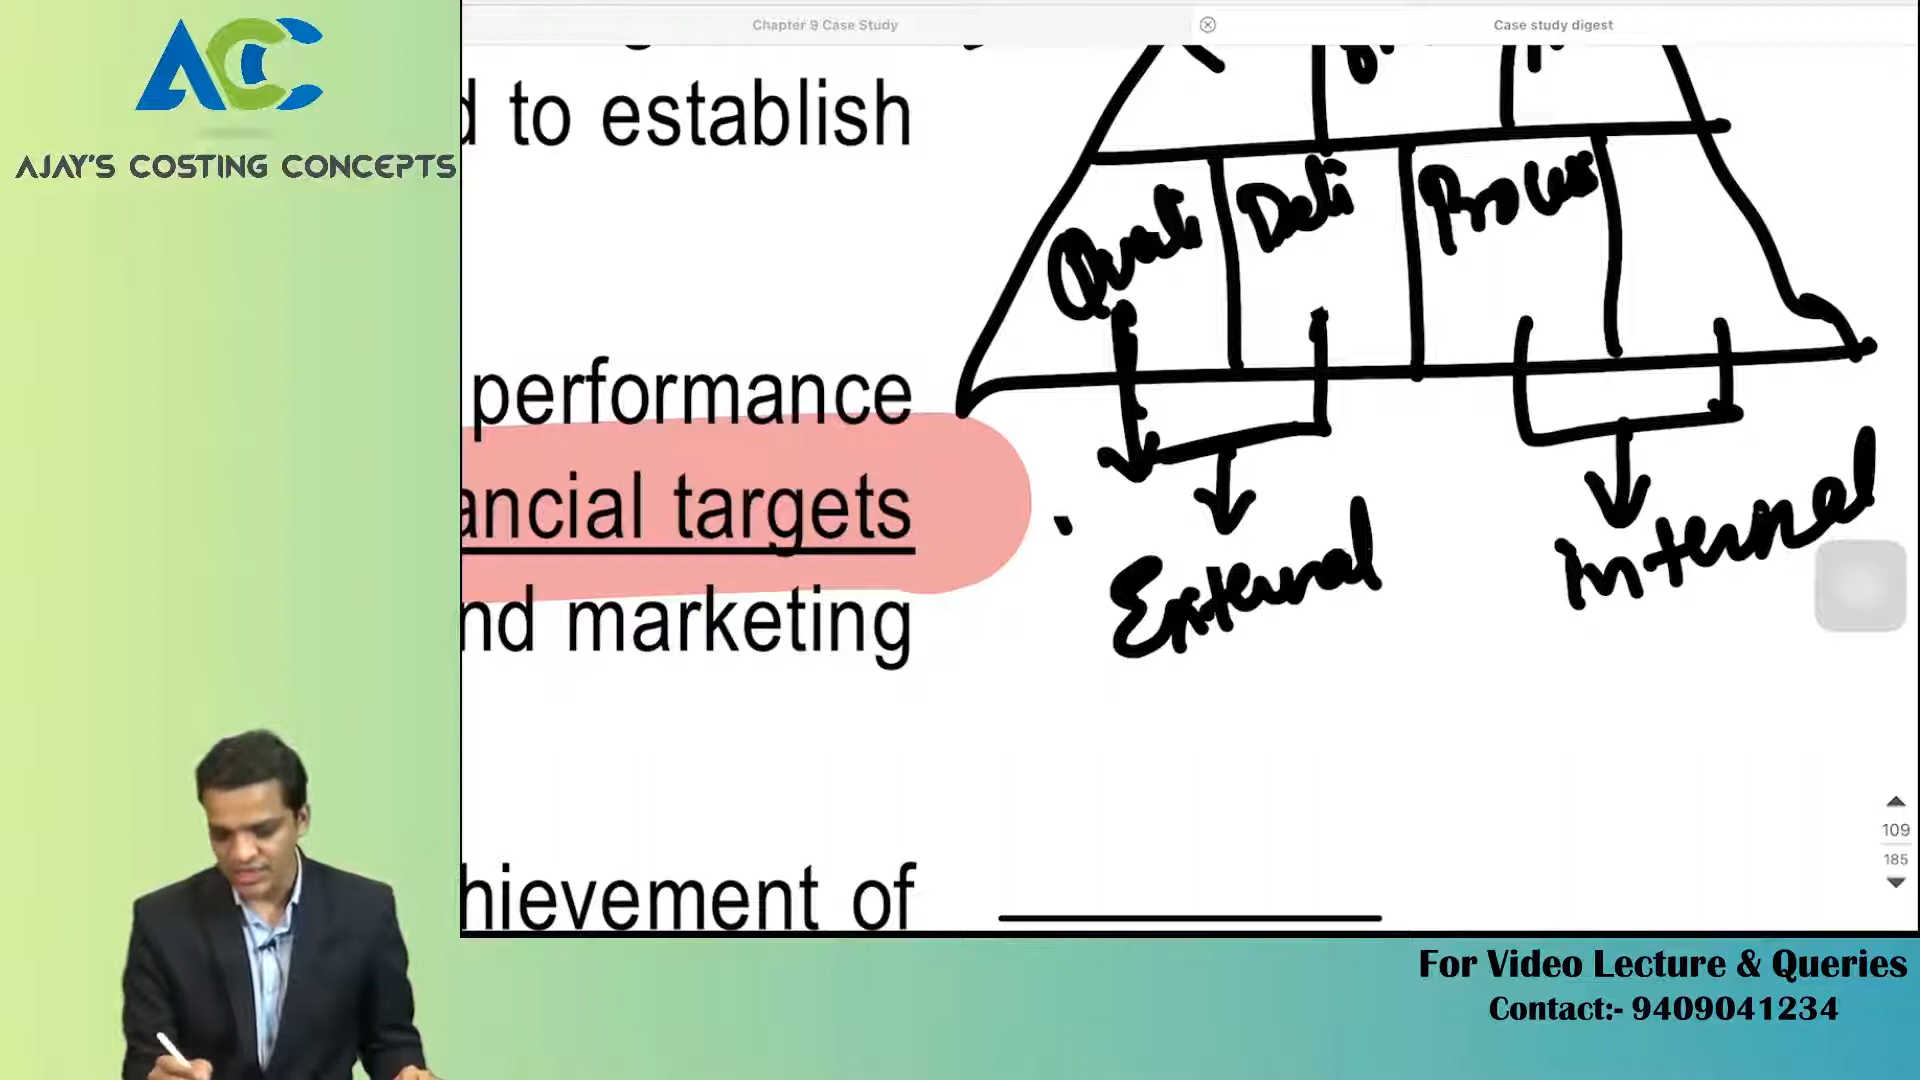 Chapter 9 Case Study
Case study digest
ACC
AJAY'S COSTING CONCEPTS
d to establish
performance
ancial targets
nd marketing
hievement of
Quali
Deli
Process
External
Internal
109
185
For Video Lecture & Queries
Contact:- 9409041234